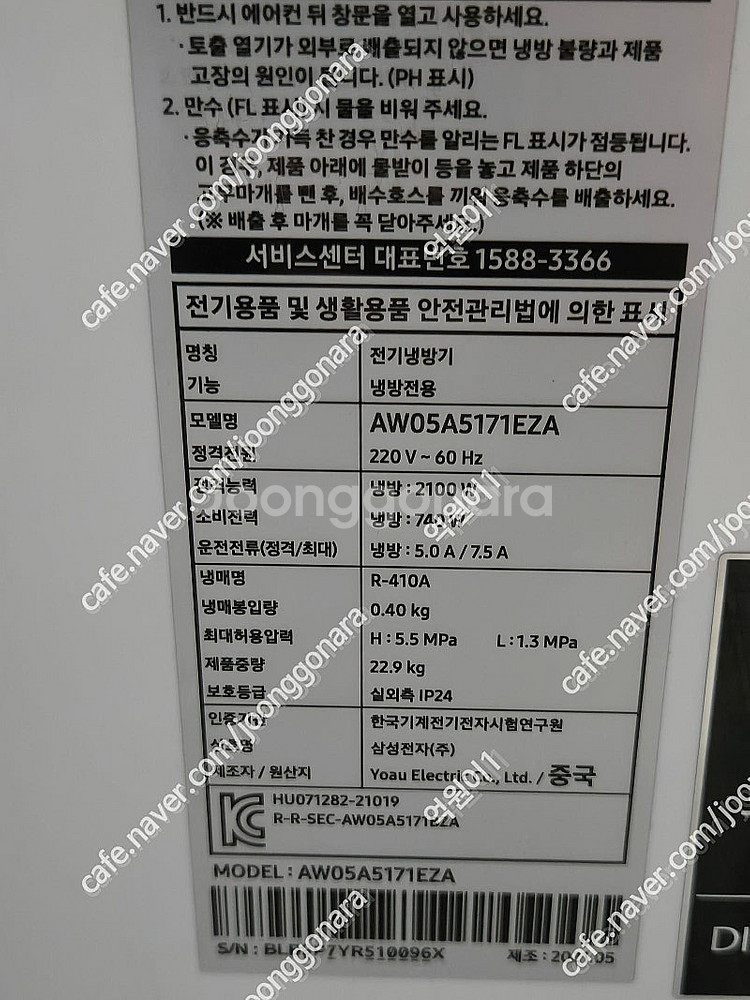 1. 반드시 에어컨 뒤 창문을 열고 사용하세요.
·토출 열기가 외부로 배출되지 않으면 냉방 불량과 제품
고장의 원인이 됩니다. (PH 표시)
2. 만수 (FL 표시)시 물을 비워 주세요.
·응축수가 가득 찬 경우 만수를 알리는 FL 표시가 점등됩니다.
이 경우, 제품 아래에 물받이 등을 놓고 제품 하단의
고무마개를 뺀 후, 배수호스를 끼워 응축수를 배출하세요.
(※ 배출 후 마개를 꼭 닫아주세요.)
서비스센터 대표번호 1588-3366
전기용품 및 생활용품 안전관리법에 의한 표시
명칭 전기냉방기
기능 냉방전용
모델명 AW05A5171EZA
정격전원 220 V ~ 60 Hz
정격능력 냉방 : 2100 W
소비전력 냉방 : 740 W
운전전류(정격/최대) 냉방 : 5.0 A / 7.5 A
냉매명 R-410A
냉매봉입량 0.40 kg
최대허용압력 H : 5.5 MPa L : 1.3 MPa
제품중량 22.9 kg
보호등급 실외측 IP24
인증기관 한국기계전기전자시험연구원
상호명 삼성전자(주)
제조자 / 원산지 Yoau Electric Co., Ltd. / 중국
HU071282-21019
R-R-SEC-AW05A5171EZA
MODEL : AW05A5171EZA
S/N :
제조 :
DI
joonggonara
cafe.naver.com/joonggonara
억원이11